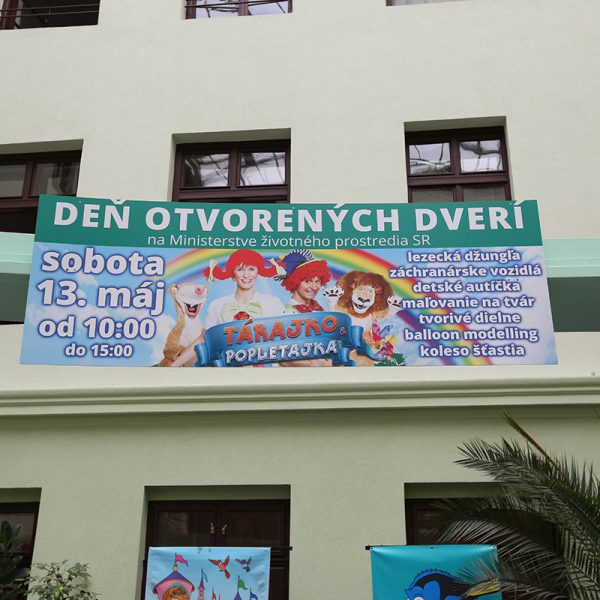 DEŇ OTVORENÝCH DVERÍ
na Ministerstve životného prostredia SR
sobota
13. máj
od 10:00
do 15:00
TÁRAJKO &
POPLETAJKA
lezecká džungľa
záchranárske vozidlá
detské autíčka
maľovanie na tvár
tvorivé dielne
balloon modelling
koleso šťastia